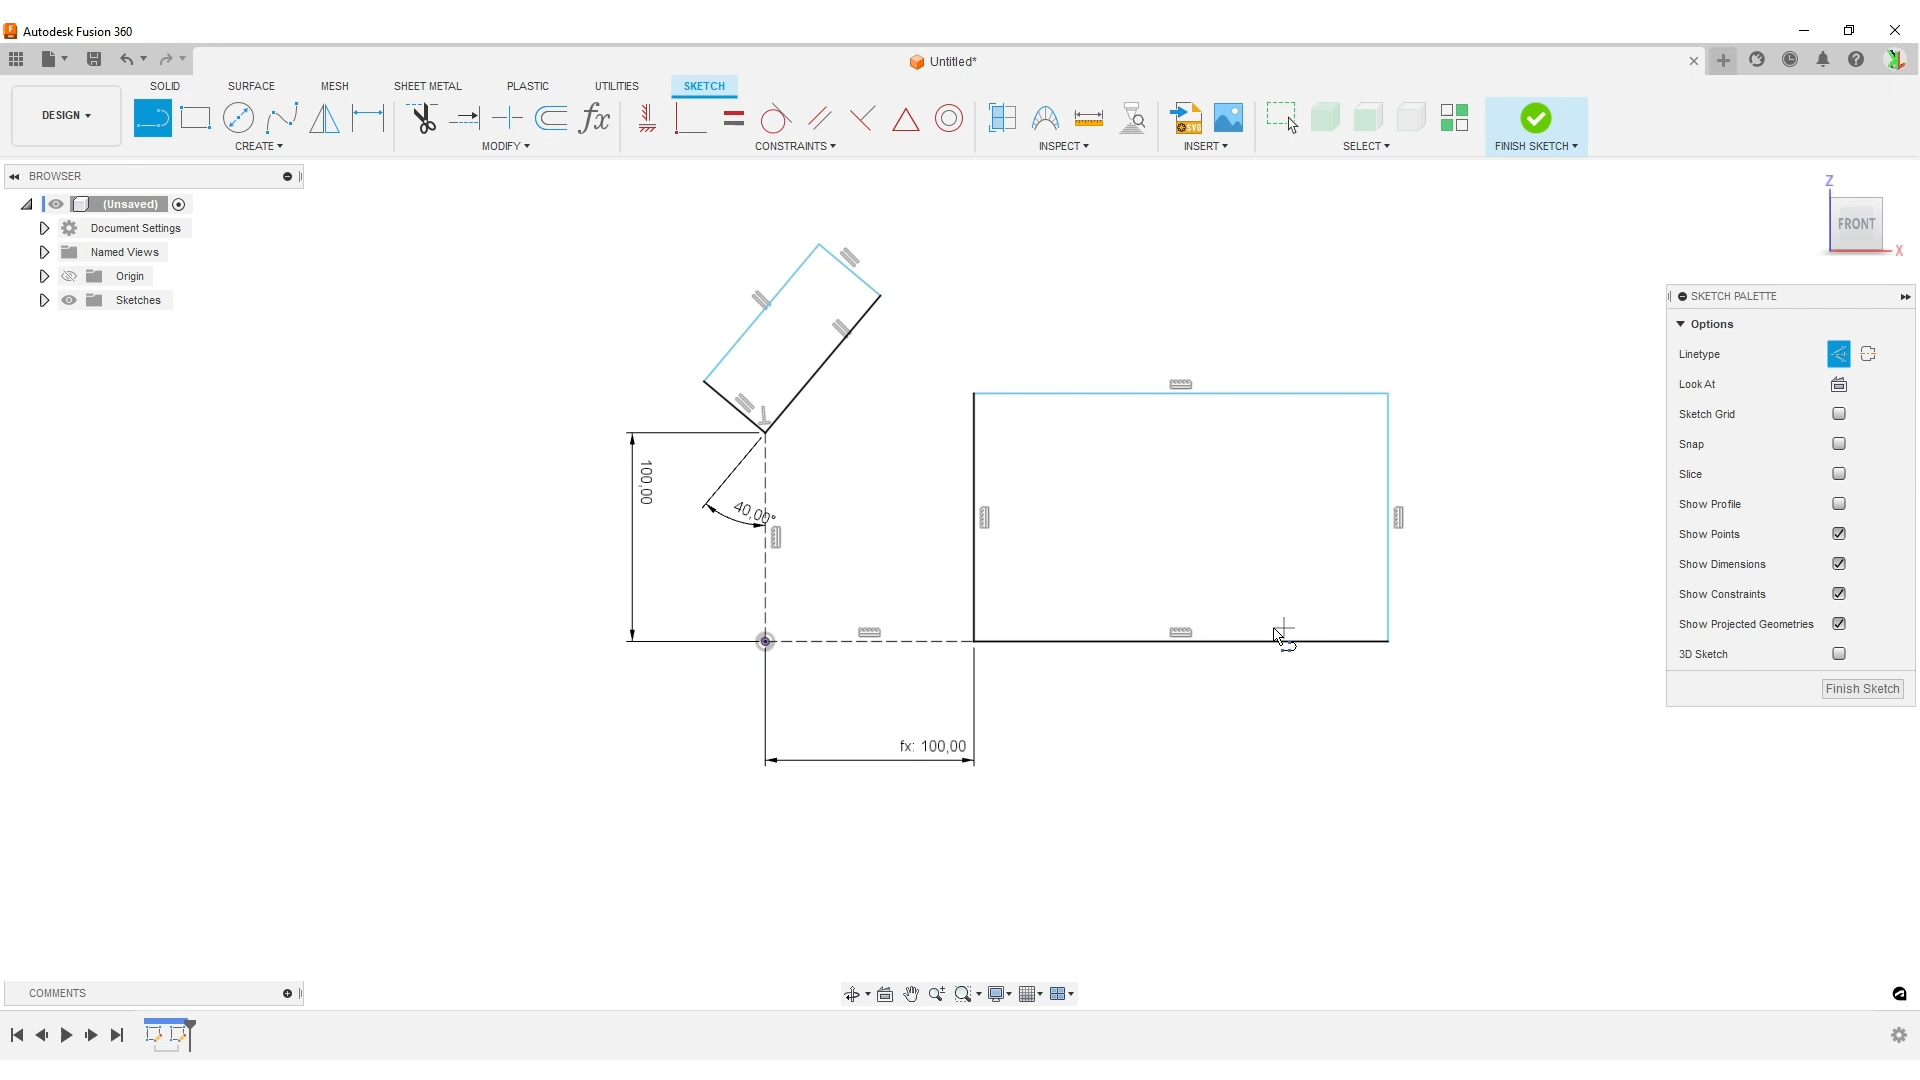 Autodesk Fusion 360
Untitled*
SOLID SURFACE MESH SHEET METAL PLASTIC UTILITIES SKETCH
DESIGN
fx
SVG
CREATE MODIFY CONSTRAINTS INSPECT INSERT SELECT FINISH SKETCH
BROWSER
(Unsaved)
Document Settings
Named Views
Origin
Sketches
Z
FRONT
X
SKETCH PALETTE
Options
Linetype
Look At
Sketch Grid
Snap
Slice
Show Profile
Show Points
Show Dimensions
Show Constraints
Show Projected Geometries
3D Sketch
Finish Sketch
100,00
40,00°
fx: 100,00
COMMENTS